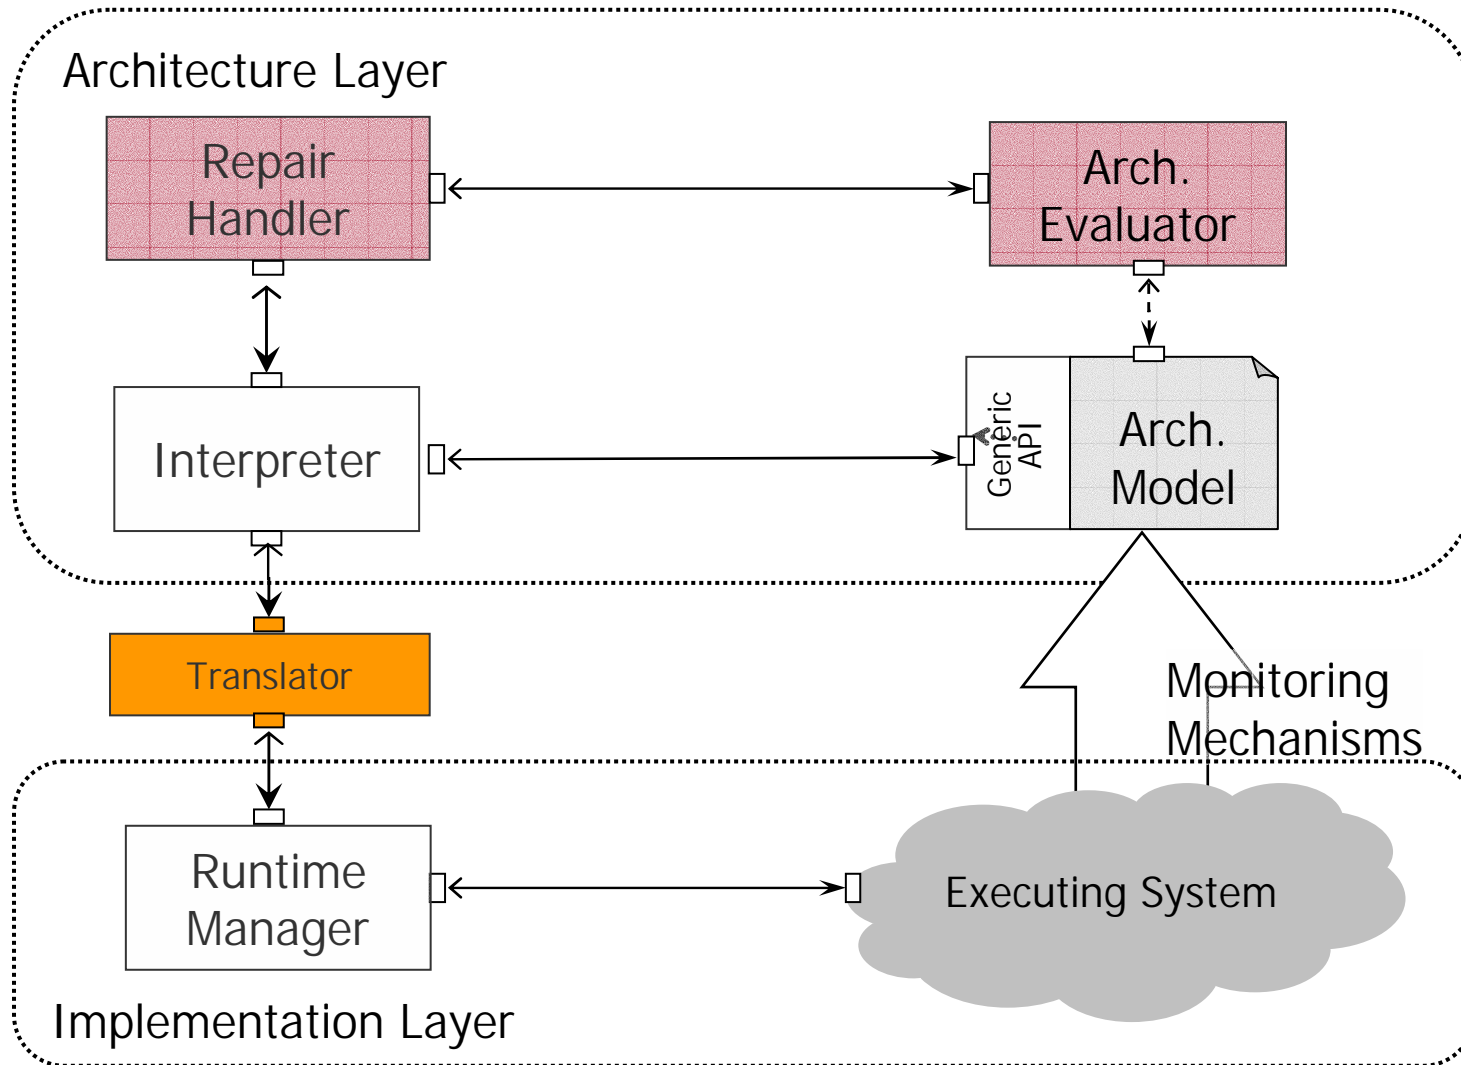 Architecture Layer
Repair
Handler
Arch.
Evaluator
Interpreter
Generic
API
Arch.
Model
Translator
Monitoring
Mechanisms
Runtime
Manager
Executing System
Implementation Layer